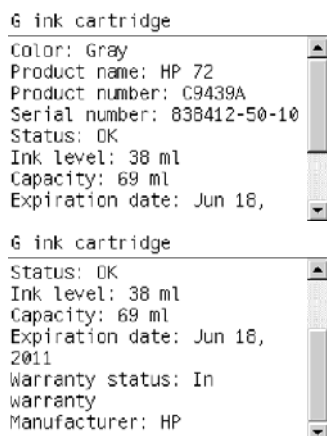 G ink cartridge
Color: Gray
Product name: HP 72
Product number: C9439A
Serial number: 838412-50-10
Status: OK
Ink level: 38 ml
Capacity: 69 ml
Expiration date: Jun 18,
G ink cartridge
Status: OK
Ink level: 38 ml
Capacity: 69 ml
Expiration date: Jun 18,
2011
Warranty status: In
warranty
Manufacturer: HP